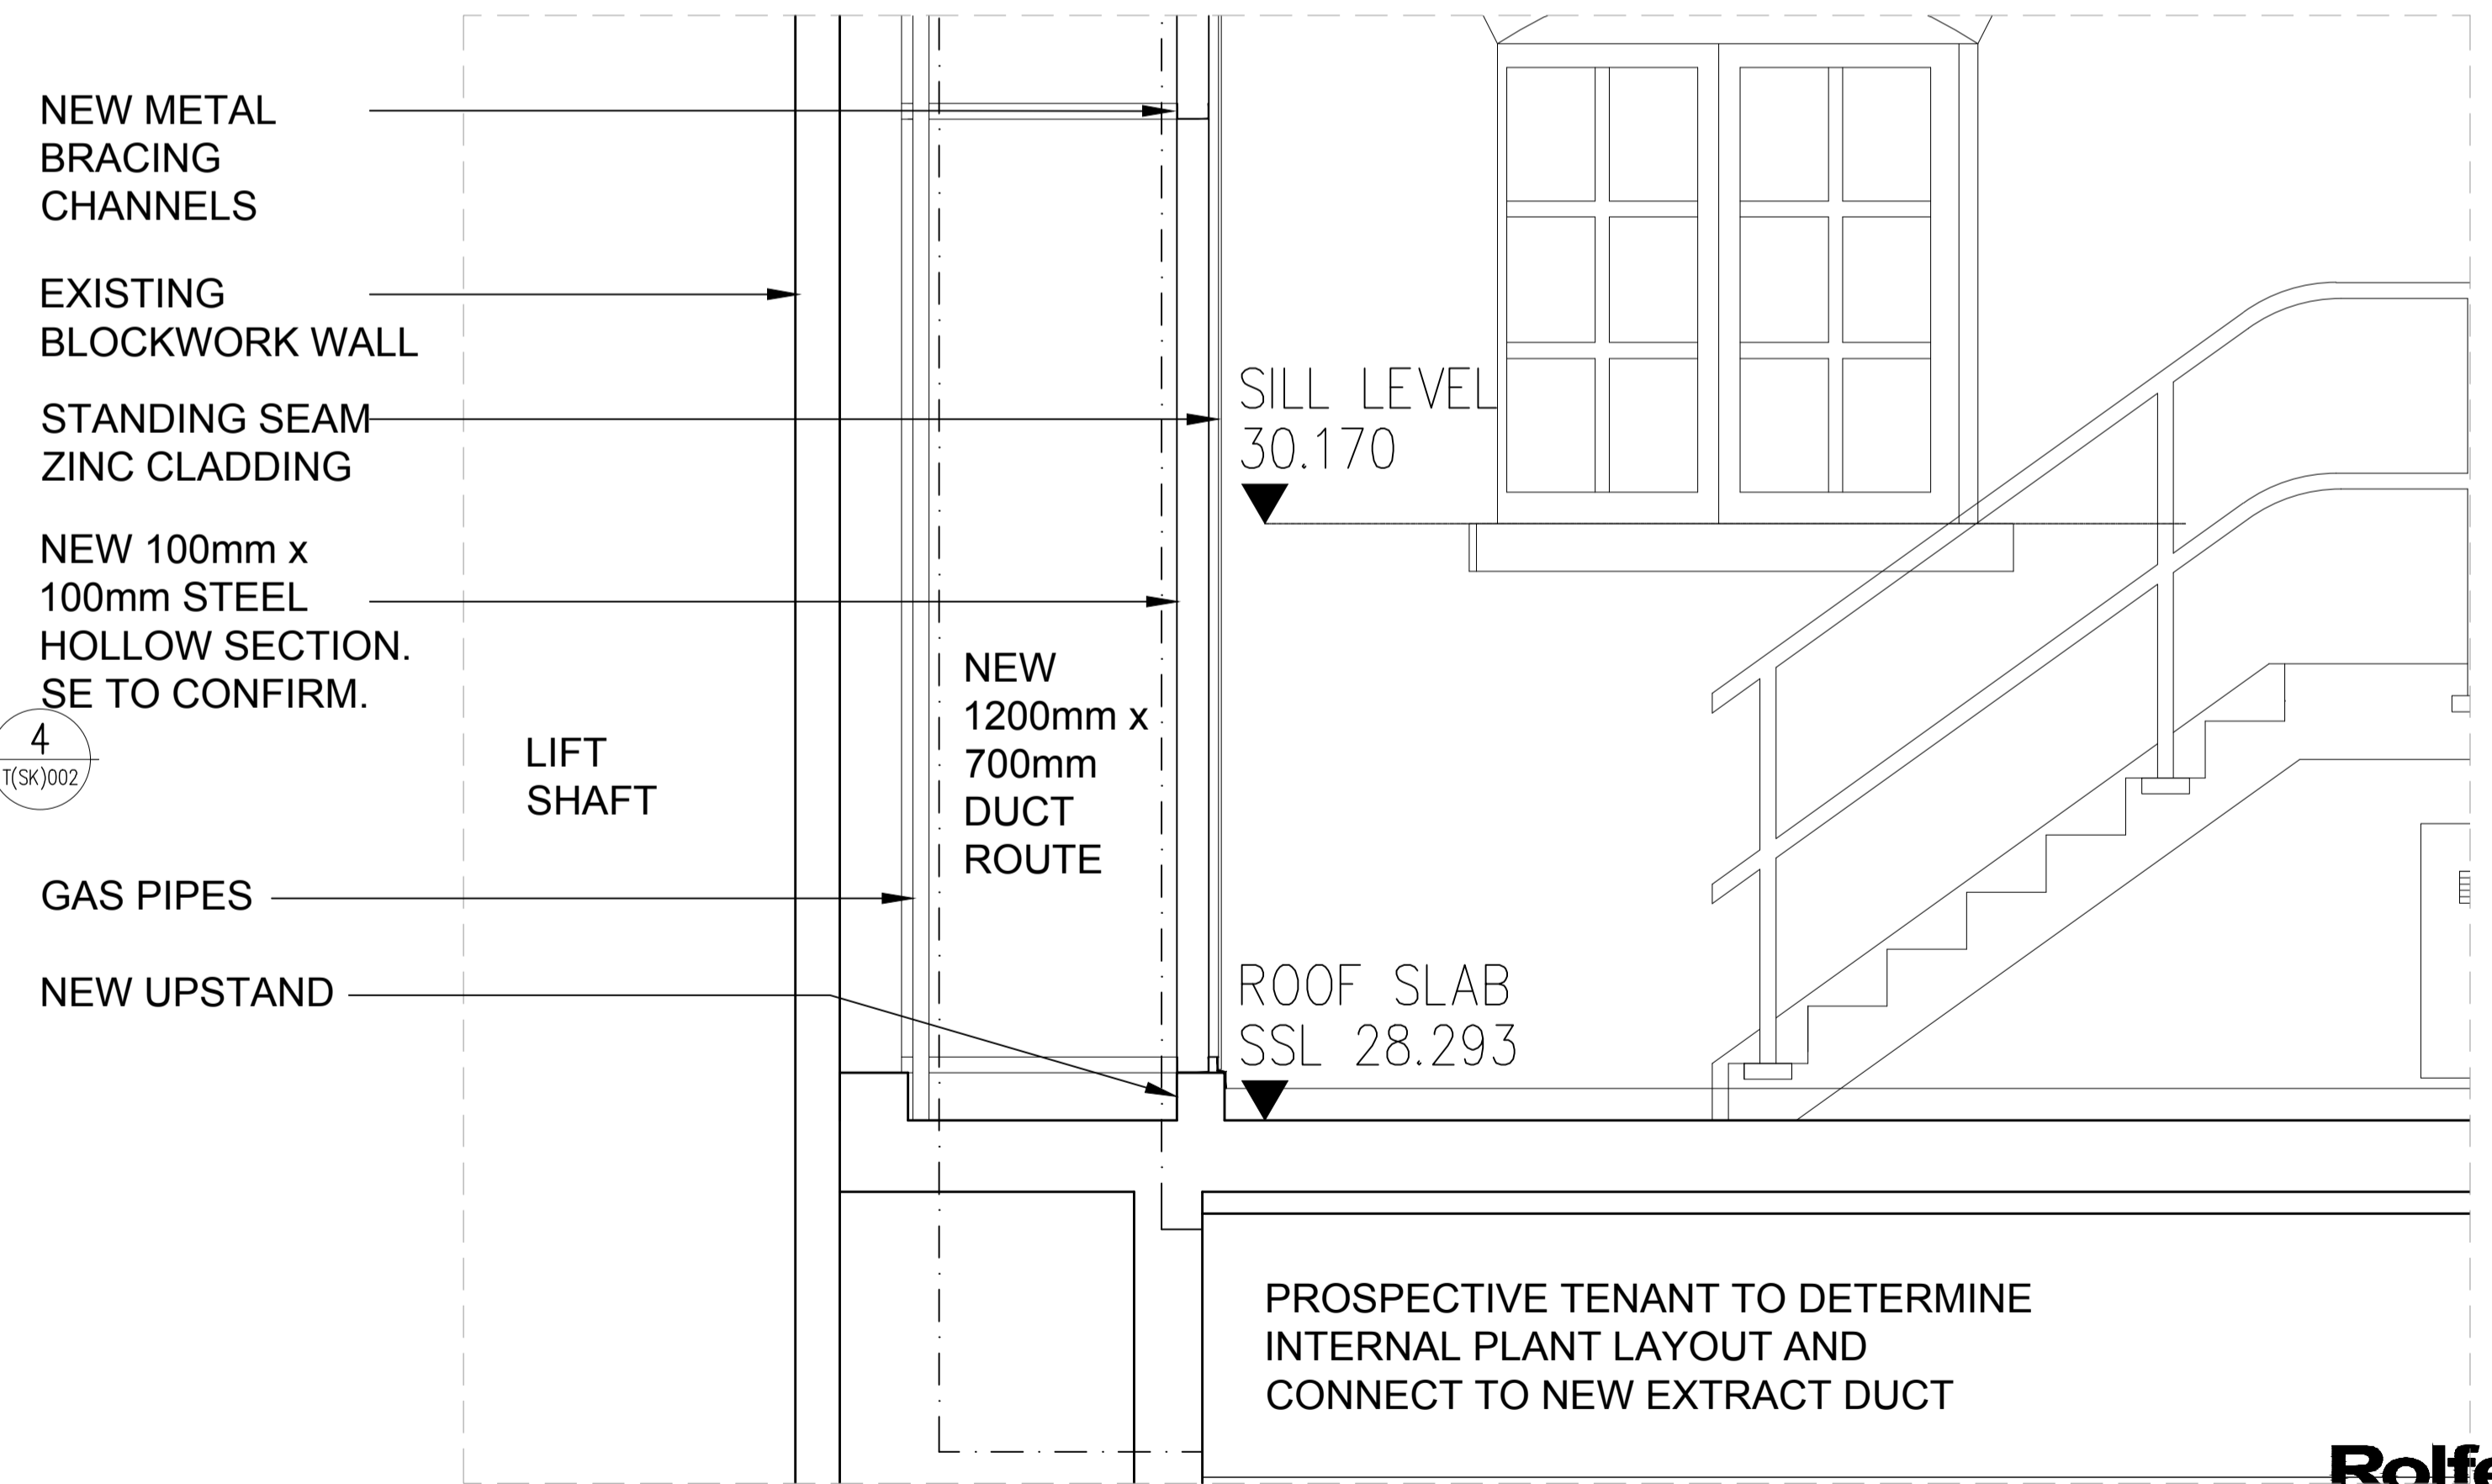 NEW METAL
BRACING
CHANNELS
EXISTING
BLOCKWORK WALL
STANDING SEAM
ZINC CLADDING
NEW 100mm x
100mm STEEL
HOLLOW SECTION.
SE TO CONFIRM.
4
T(SK)002
GAS PIPES
NEW UPSTAND
LIFT
SHAFT
NEW
1200mm x
700mm
DUCT
ROUTE
SILL LEVEL
30.170
ROOF SLAB
SSL 28.293
PROSPECTIVE TENANT TO DETERMINE
INTERNAL PLANT LAYOUT AND
CONNECT TO NEW EXTRACT DUCT